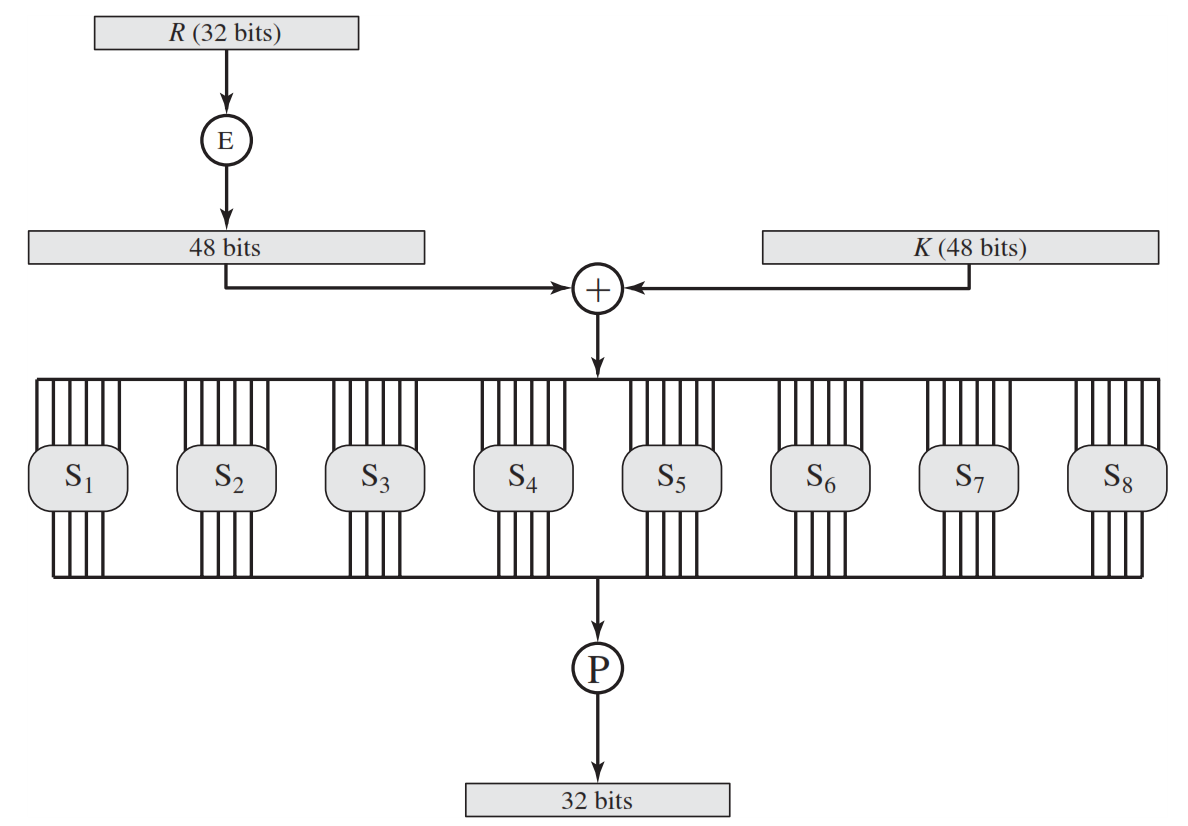 R (32 bits)
E
48 bits
K (48 bits)
+
S1 S2 S3 S4 S5 S6 S7 S8
P
32 bits